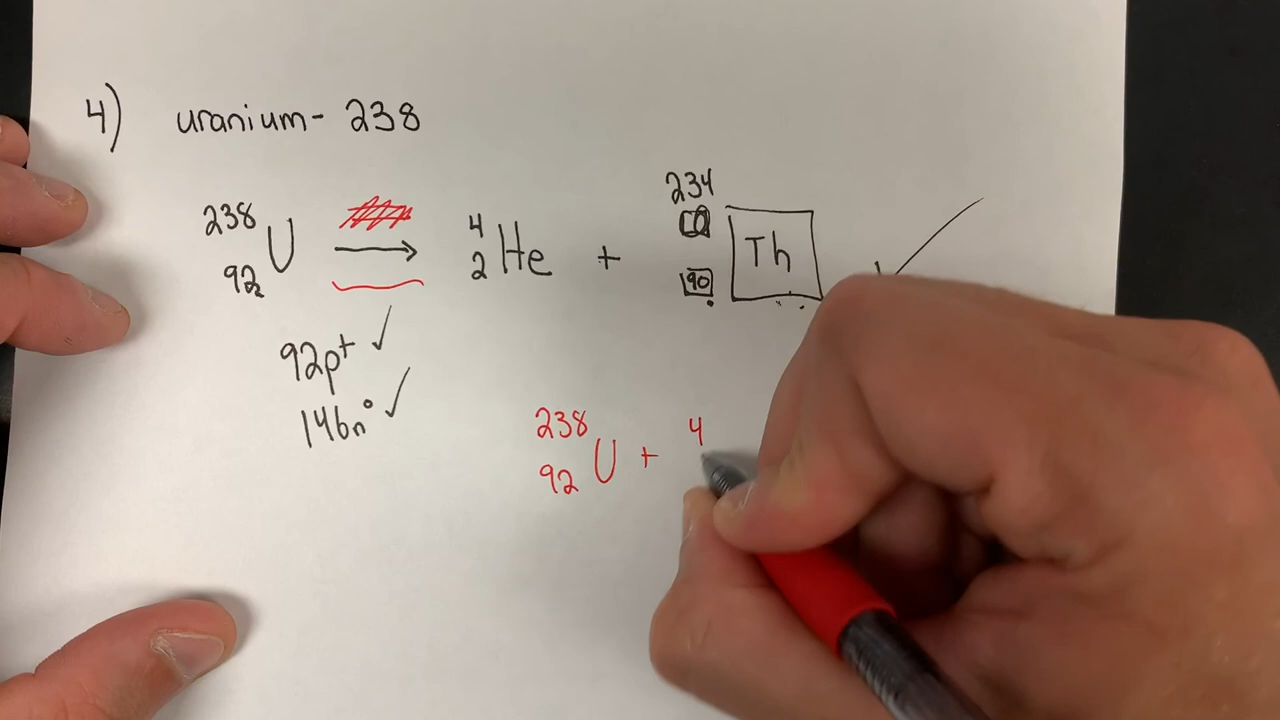 4) uranium- 238
238 92 U → 4 2 He + 234 90 Th ✓
92p+ ✓
146n° ✓
238 92 U + 4